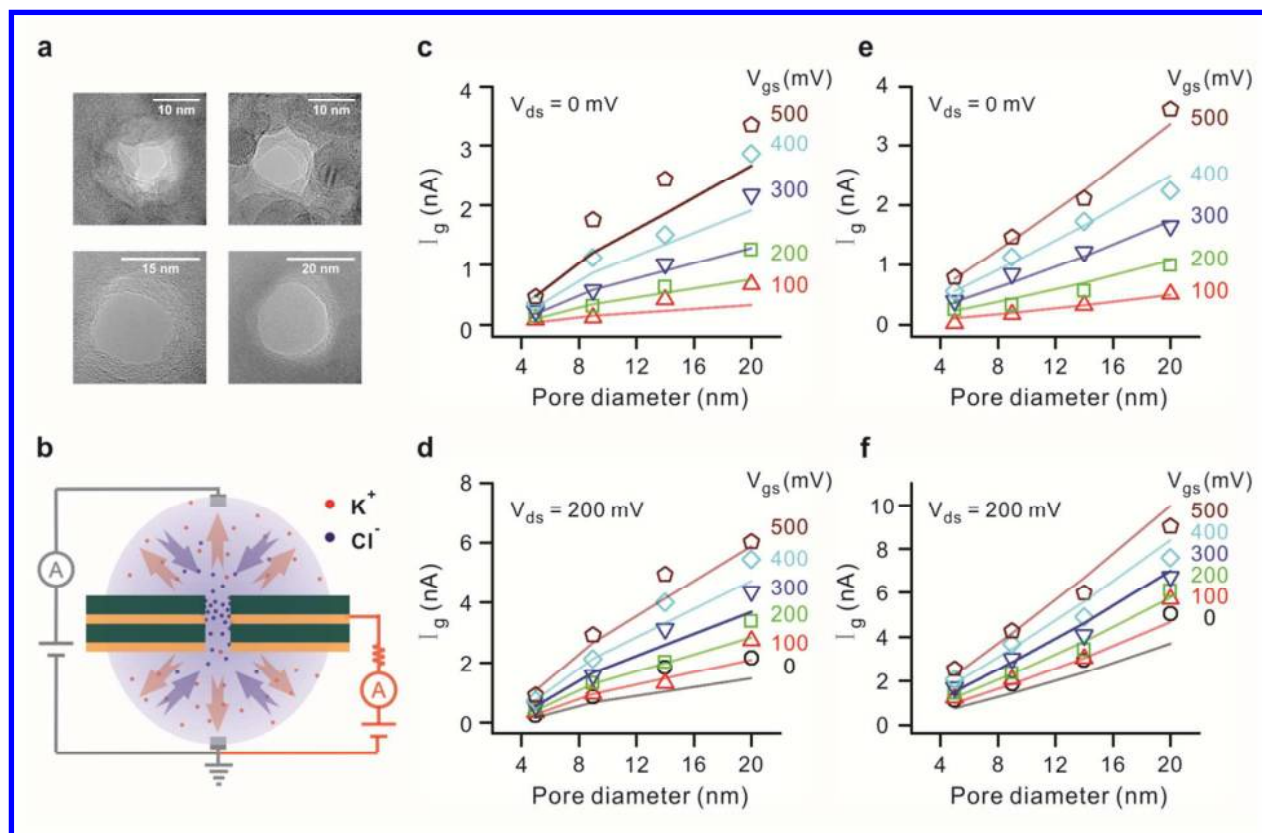 a
10 nm
10 nm
15 nm
20 nm
b
K+
Cl-
A
A
c
Vds = 0 mV
Vgs (mV)
500
400
300
200
100
Ig (nA)
4
3
2
1
0
4 8 12 16 20
Pore diameter (nm)
d
Vds = 200 mV
Vgs (mV)
500
400
300
200
100
0
Ig (nA)
8
6
4
2
0
4 8 12 16 20
Pore diameter (nm)
e
Vds = 0 mV
Vgs (mV)
500
400
300
200
100
Ig (nA)
4
3
2
1
0
4 8 12 16 20
Pore diameter (nm)
f
Vds = 200 mV
Vgs (mV)
500
400
300
200
100
0
Ig (nA)
10
8
6
4
2
0
4 8 12 16 20
Pore diameter (nm)